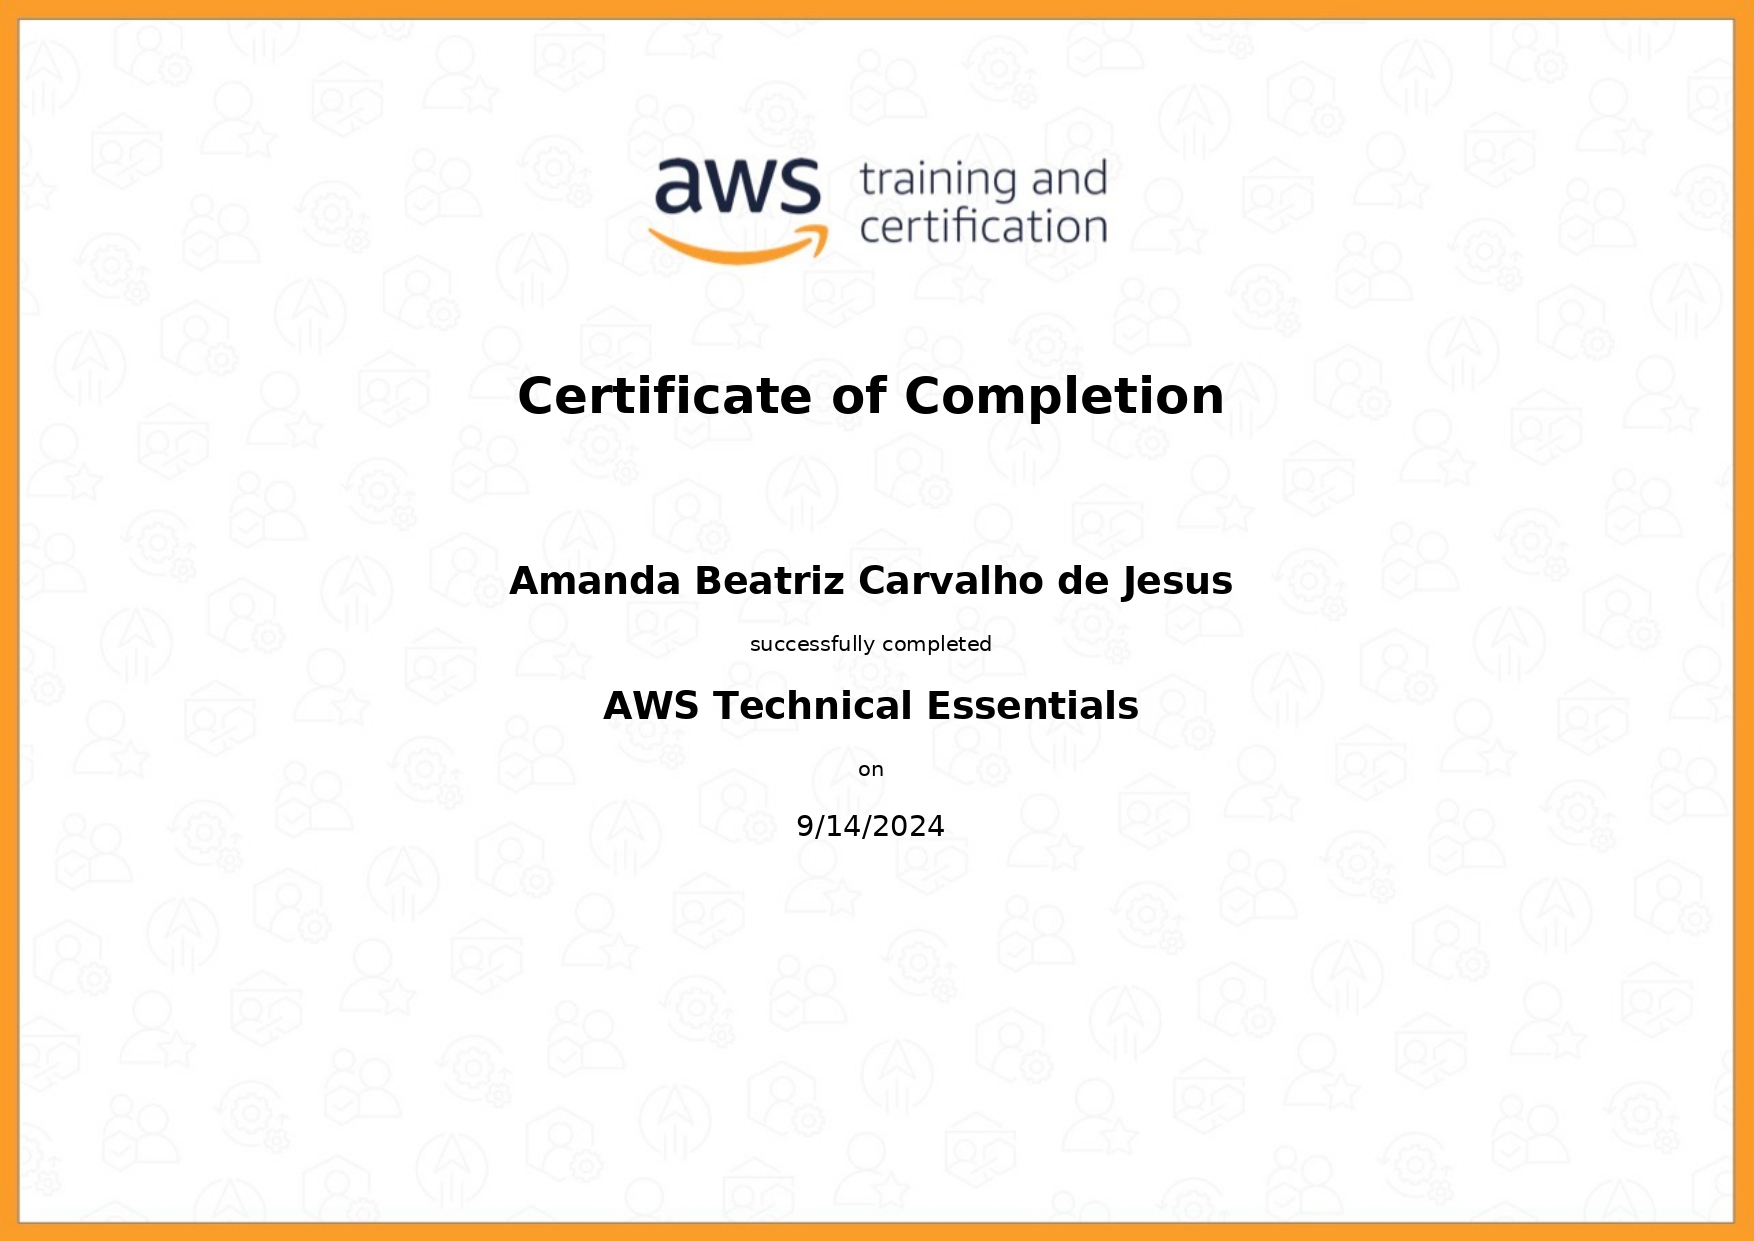 aws training and
certification
Certificate of Completion
Amanda Beatriz Carvalho de Jesus
successfully completed
AWS Technical Essentials
on
9/14/2024